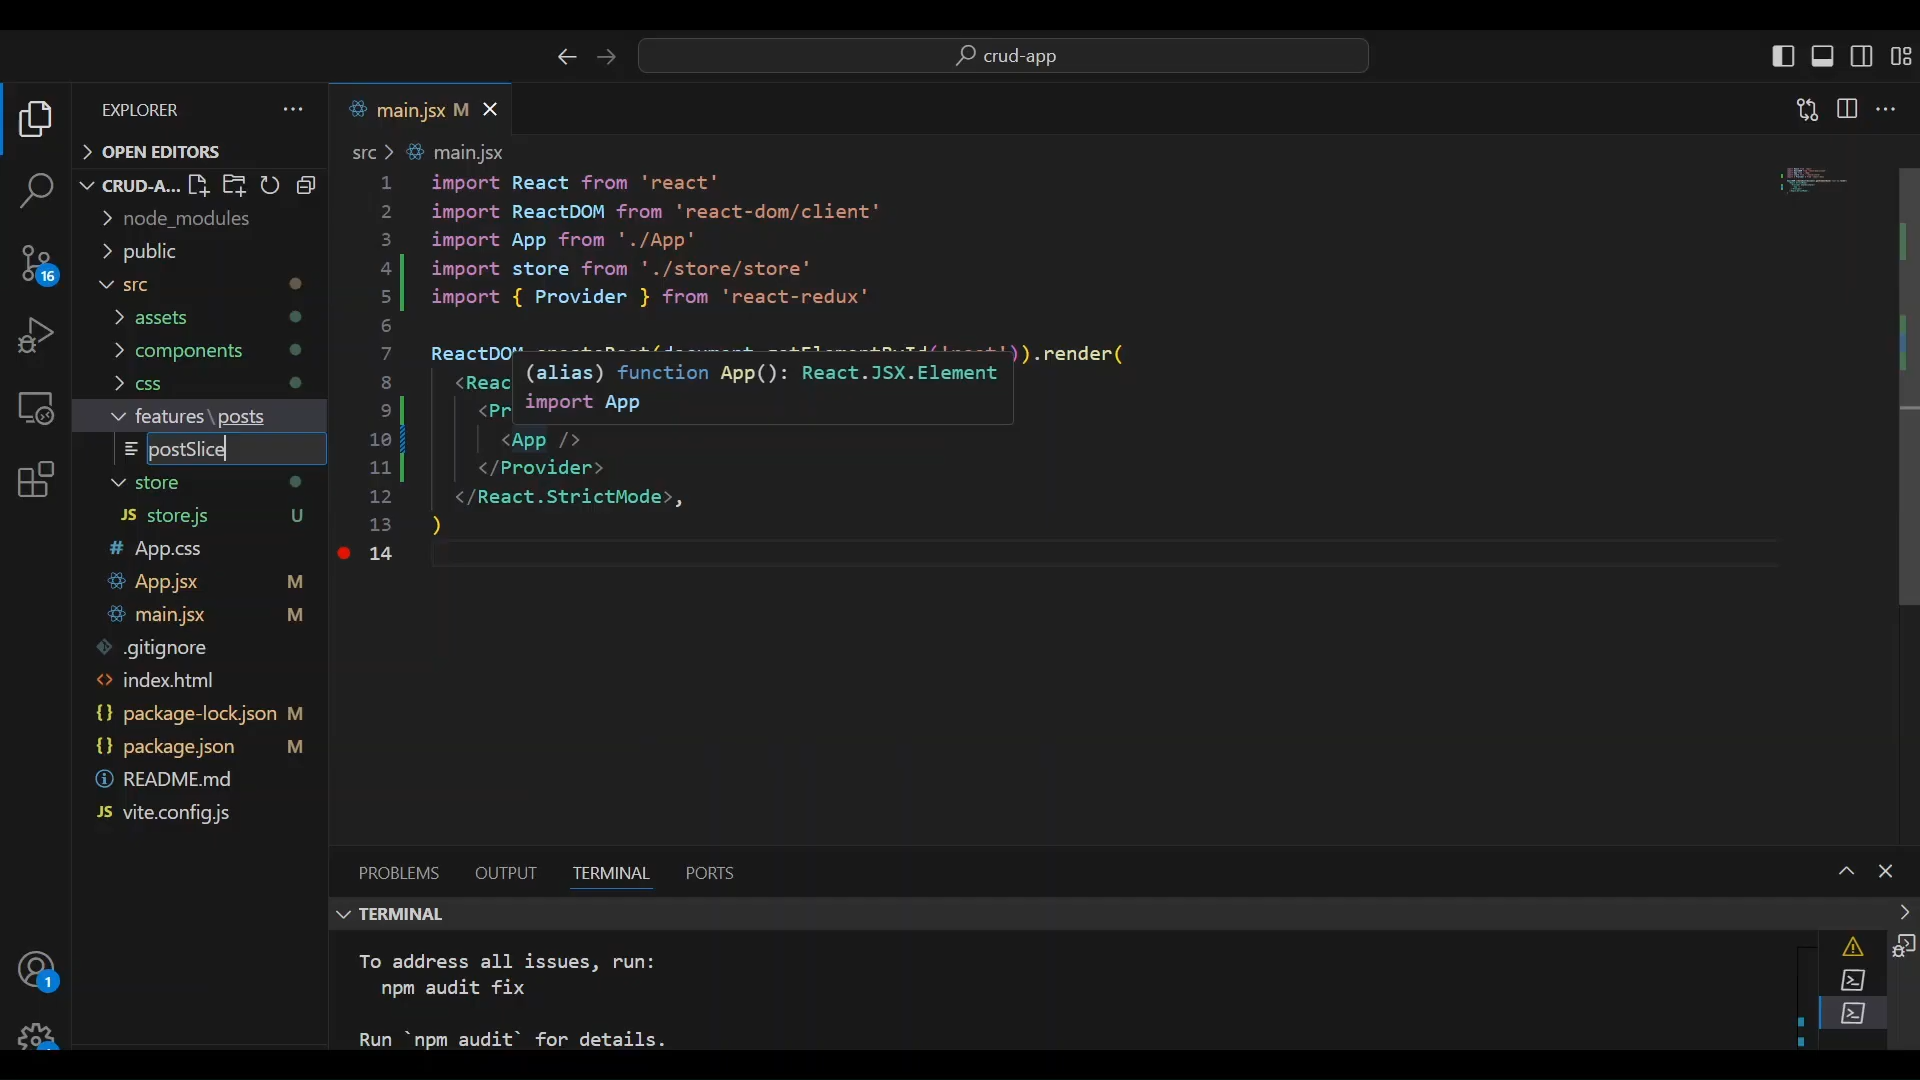 crud-app
EXPLORER
OPEN EDITORS
CRUD-A...
node_modules
public
src
assets
components
css
features\posts
postSlice
store
JS store.js U
# App.css
App.jsx M
main.jsx M
.gitignore
<> index.html
{} package-lock.json M
{} package.json M
README.md
JS vite.config.js
16
1
main.jsx M
src > main.jsx
1 import React from 'react'
2 import ReactDOM from 'react-dom/client'
3 import App from './App'
4 import store from './store/store'
5 import { Provider } from 'react-redux'
6
7 ReactDOM.createRoot(document.getElementById('root')).render(
(alias) function App(): React.JSX.Element
import App
8 <Reac
9 <Pr
10 <App />
11 </Provider>
12 </React.StrictMode>,
13 )
14
PROBLEMS OUTPUT TERMINAL PORTS
TERMINAL
To address all issues, run:
npm audit fix
Run `npm audit` for details.